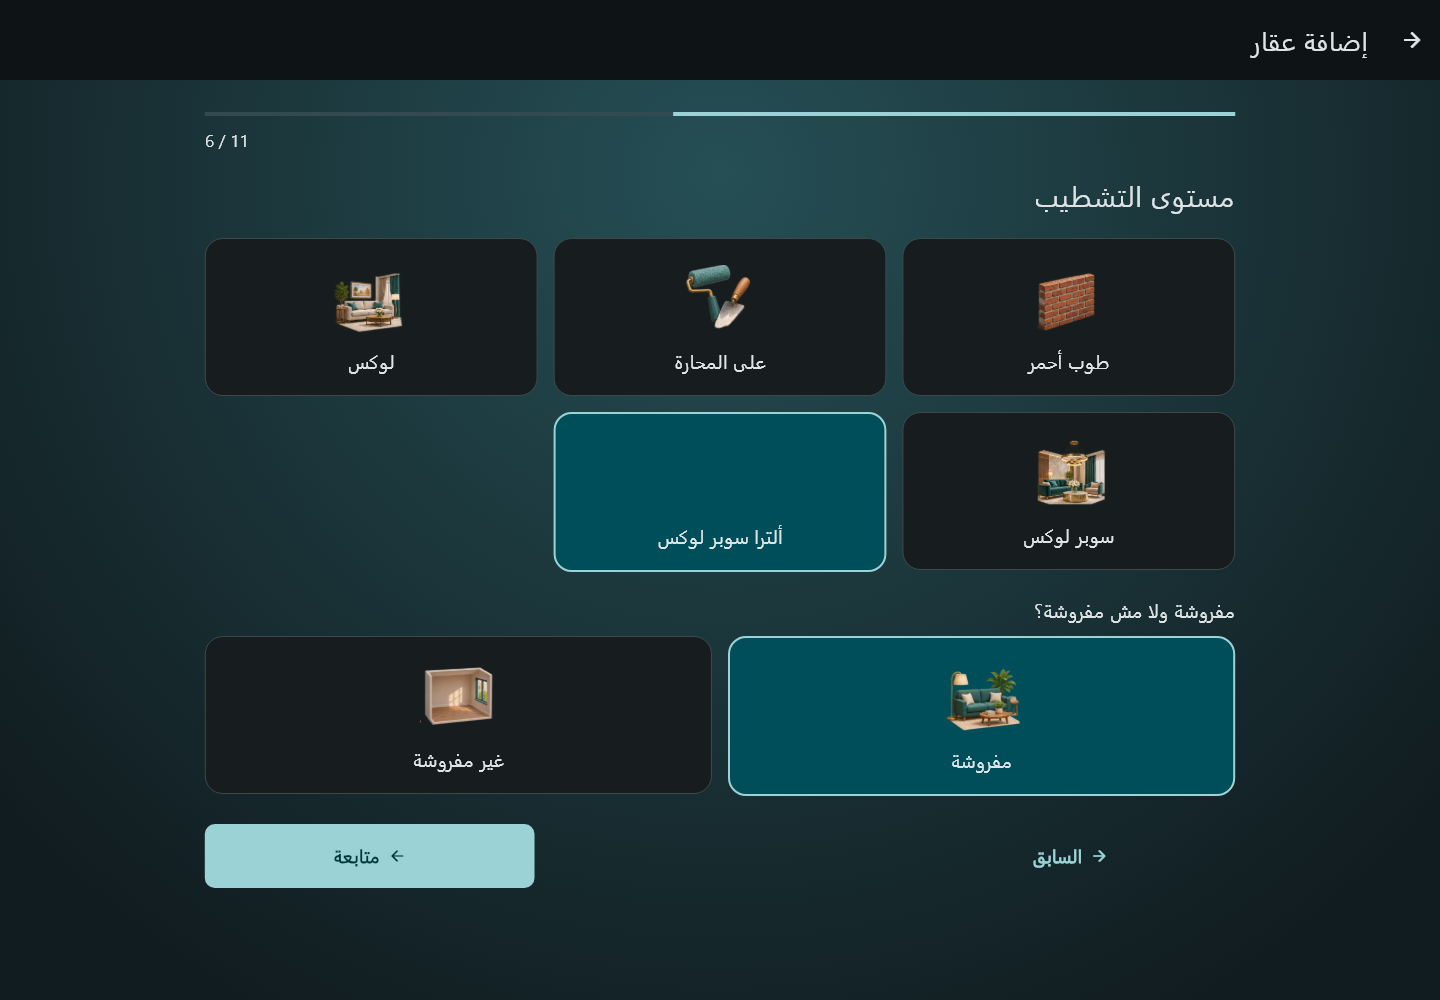 إضافة عقار
6 / 11
مستوى التشطيب
طوب أحمر
على المحارة
لوكس
سوبر لوكس
ألترا سوبر لوكس
مفروشة ولا مش مفروشة؟
مفروشة
غير مفروشة
السابق
متابعة